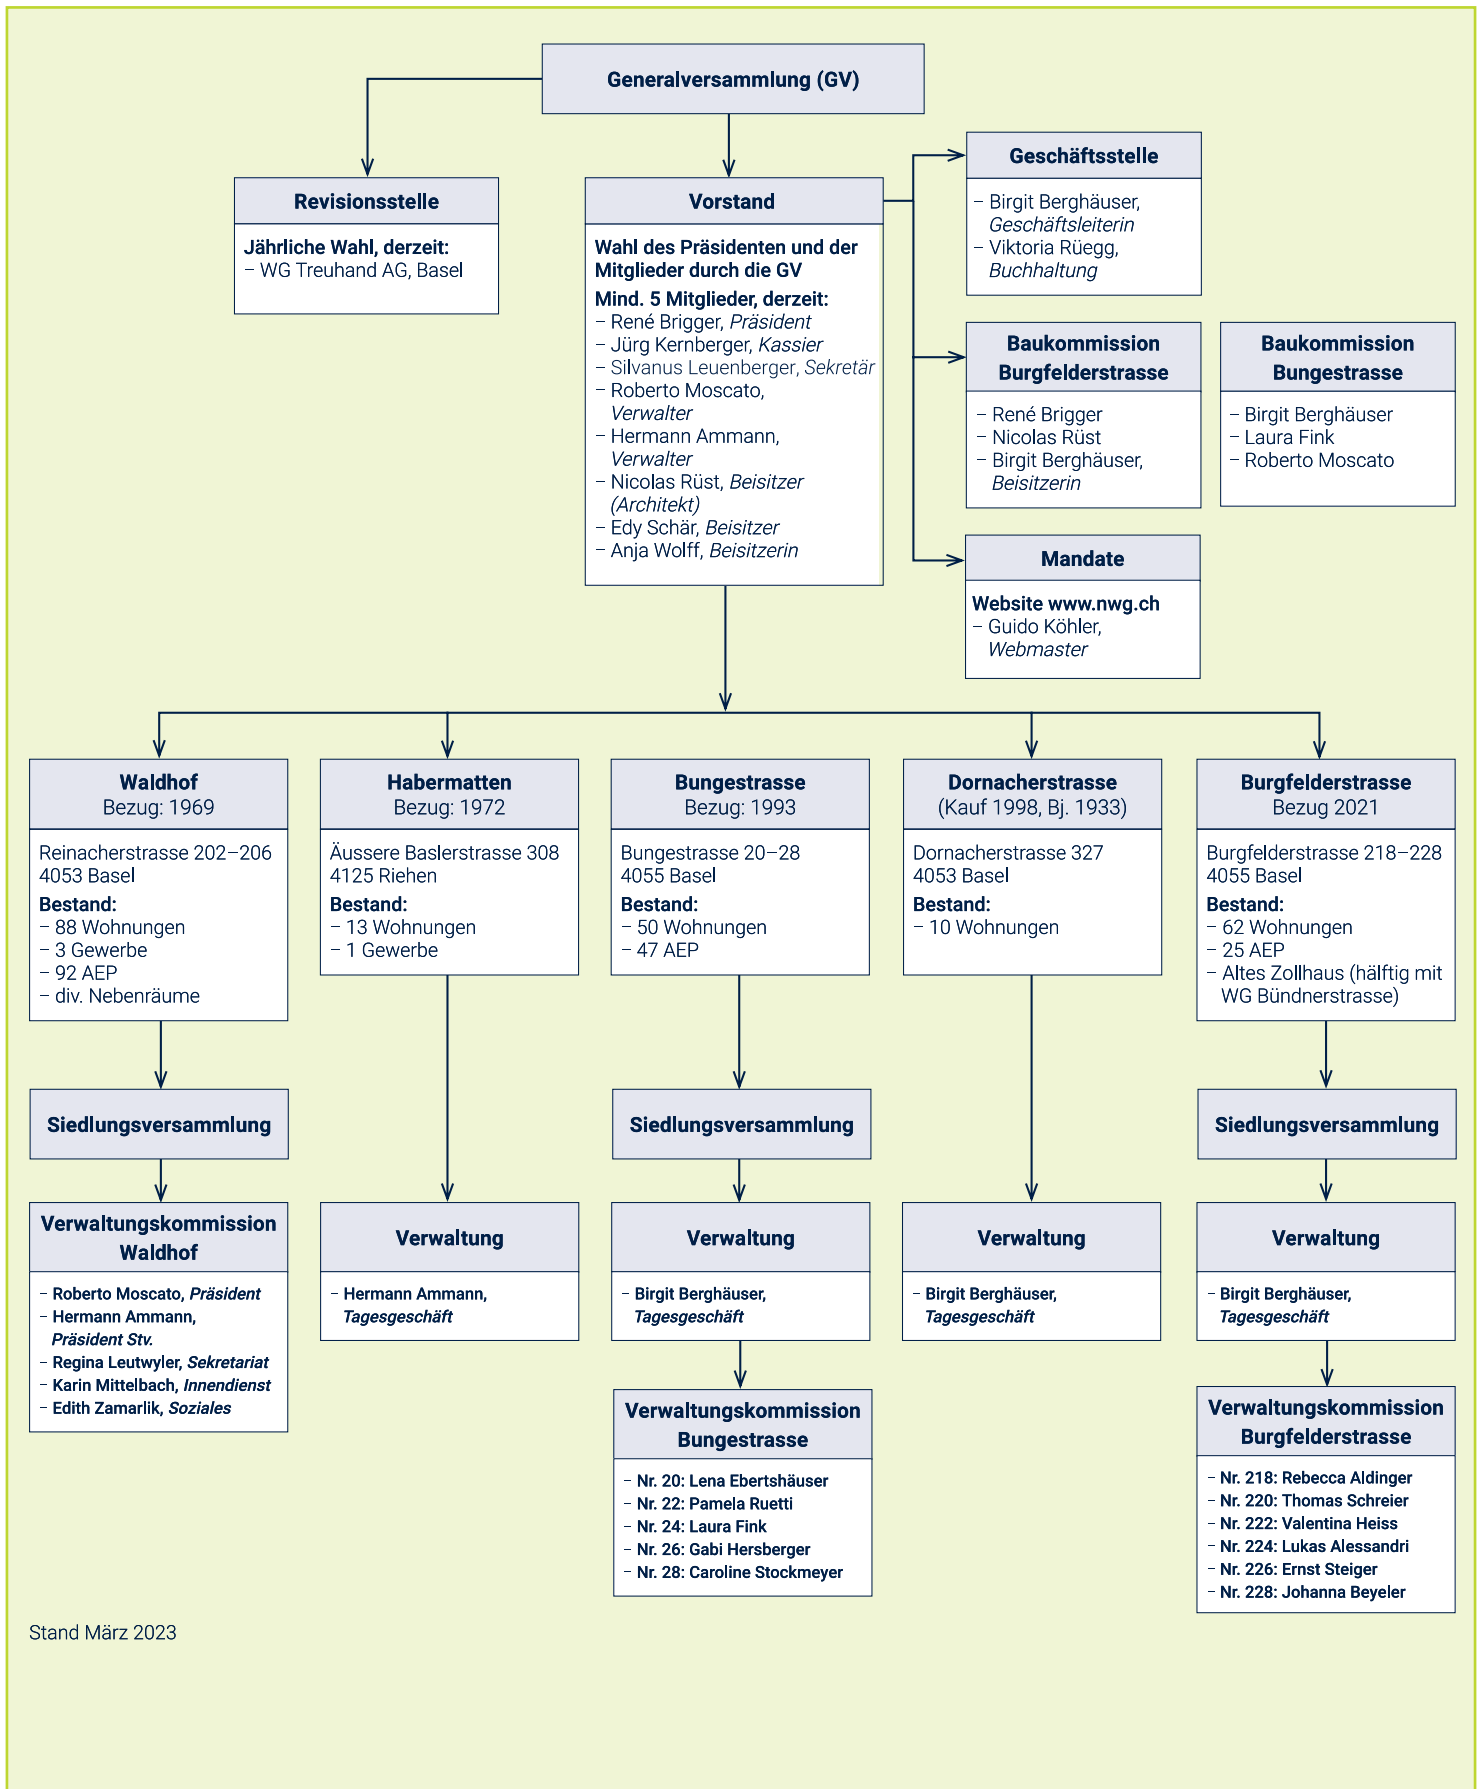 Generalversammlung (GV)
Revisionsstelle
Jährliche Wahl, derzeit:
– WG Treuhand AG, Basel
Vorstand
Wahl des Präsidenten und der
Mitglieder durch die GV
Mind. 5 Mitglieder, derzeit:
– René Brigger, Präsident
– Jürg Kernberger, Kassier
– Silvanus Leuenberger, Sekretär
– Roberto Moscato,
Verwalter
– Hermann Ammann,
Verwalter
– Nicolas Rüst, Beisitzer
(Architekt)
– Edy Schär, Beisitzer
– Anja Wolff, Beisitzerin
Geschäftsstelle
– Birgit Berghäuser,
Geschäftsleiterin
– Viktoria Rüegg,
Buchhaltung
Baukommission
Burgfelderstrasse
– René Brigger
– Nicolas Rüst
– Birgit Berghäuser,
Beisitzerin
Baukommission
Bungestrasse
– Birgit Berghäuser
– Laura Fink
– Roberto Moscato
Mandate
Website www.nwg.ch
– Guido Köhler,
Webmaster
Waldhof
Bezug: 1969
Reinacherstrasse 202–206
4053 Basel
Bestand:
– 88 Wohnungen
– 3 Gewerbe
– 92 AEP
– div. Nebenräume
Siedlungsversammlung
Verwaltungskommission
Waldhof
– Roberto Moscato, Präsident
– Hermann Ammann,
Präsident Stv.
– Regina Leutwyler, Sekretariat
– Karin Mittelbach, Innendienst
– Edith Zamarlik, Soziales
Habermatten
Bezug: 1972
Äussere Baslerstrasse 308
4125 Riehen
Bestand:
– 13 Wohnungen
– 1 Gewerbe
Verwaltung
– Hermann Ammann,
Tagesgeschäft
Bungestrasse
Bezug: 1993
Bungestrasse 20–28
4055 Basel
Bestand:
– 50 Wohnungen
– 47 AEP
Siedlungsversammlung
Verwaltung
– Birgit Berghäuser,
Tagesgeschäft
Verwaltungskommission
Bungestrasse
– Nr. 20: Lena Ebertshäuser
– Nr. 22: Pamela Ruetti
– Nr. 24: Laura Fink
– Nr. 26: Gabi Hersberger
– Nr. 28: Caroline Stockmeyer
Dornacherstrasse
(Kauf 1998, Bj. 1933)
Dornacherstrasse 327
4053 Basel
Bestand:
– 10 Wohnungen
Verwaltung
– Birgit Berghäuser,
Tagesgeschäft
Burgfelderstrasse
Bezug 2021
Burgfelderstrasse 218–228
4055 Basel
Bestand:
– 62 Wohnungen
– 25 AEP
– Altes Zollhaus (hälftig mit
WG Bündnerstrasse)
Siedlungsversammlung
Verwaltung
– Birgit Berghäuser,
Tagesgeschäft
Verwaltungskommission
Burgfelderstrasse
– Nr. 218: Rebecca Aldinger
– Nr. 220: Thomas Schreier
– Nr. 222: Valentina Heiss
– Nr. 224: Lukas Alessandri
– Nr. 226: Ernst Steiger
– Nr. 228: Johanna Beyeler
Stand März 2023